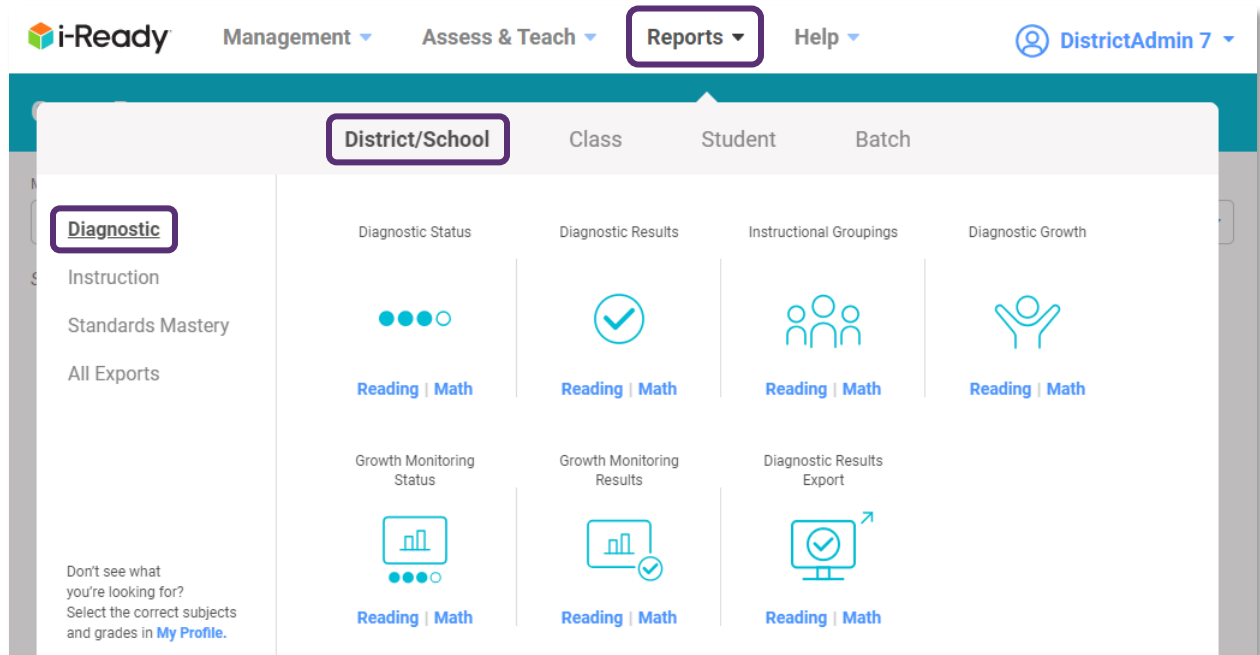 i-Ready Management Assess & Teach Reports Help DistrictAdmin 7
District/School Class Student Batch
Diagnostic
Instruction
Standards Mastery
All Exports
Diagnostic Status Diagnostic Results Instructional Groupings Diagnostic Growth
Reading | Math Reading | Math Reading | Math Reading | Math
Growth Monitoring
Status
Growth Monitoring
Results
Diagnostic Results
Export
Reading | Math Reading | Math Reading | Math
Don't see what
you're looking for?
Select the correct subjects
and grades in My Profile.